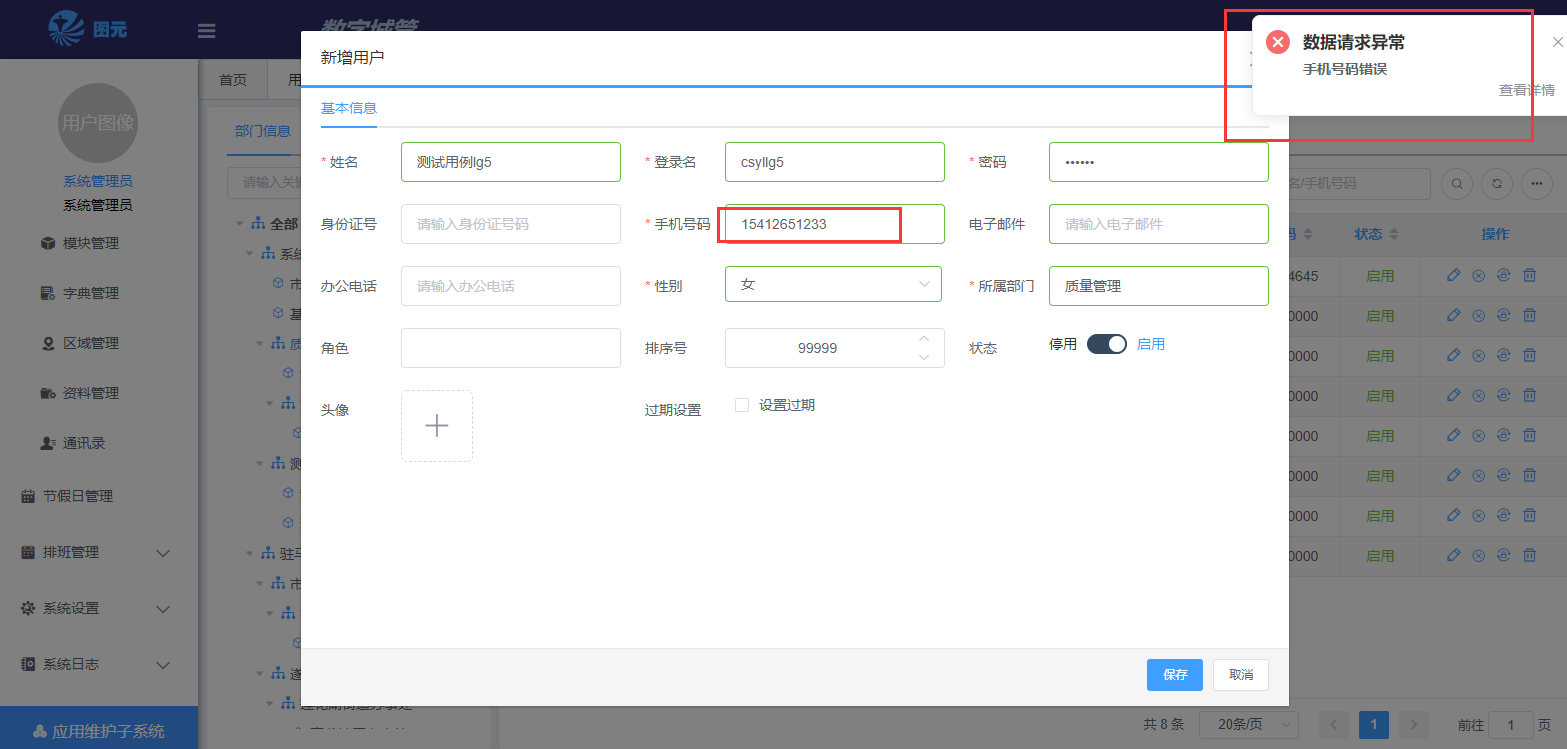 图元
数字城管
用户图像
系统管理员
系统管理员
模块管理
字典管理
区域管理
资料管理
通讯录
节假日管理
排班管理
系统设置
系统日志
应用维护子系统
首页
用
部门信息
请输入关
全部
系统
市
基
质
测
驻马
市
遂
新增用户
基本信息
* 姓名
测试用例lg5
* 登录名
csyllg5
* 密码
••••••
身份证号
请输入身份证号码
* 手机号码
15412651233
电子邮件
请输入电子邮件
办公电话
请输入办公电话
* 性别
女
* 所属部门
质量管理
角色
排序号
99999
状态
停用
启用
头像
过期设置
设置过期
保存
取消
数据请求异常
手机号码错误
查看详情
名/手机号码
码
状态
操作
4645
启用
0000
启用
0000
启用
0000
启用
0000
启用
0000
启用
0000
启用
0000
启用
共 8 条
20条/页
1
前往
1
页